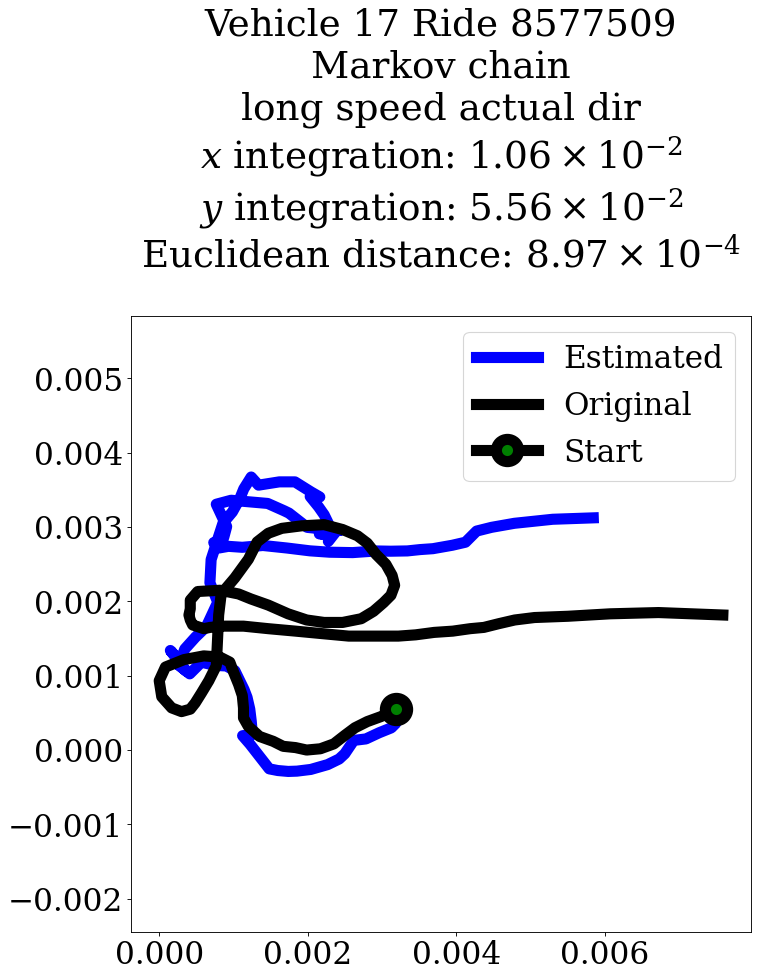 Vehicle 17 Ride 8577509
Markov chain
long speed actual dir
x integration: 1.06 × 10⁻²
y integration: 5.56 × 10⁻²
Euclidean distance: 8.97 × 10⁻⁴
Estimated
Original
Start
0.005
0.004
0.003
0.002
0.001
0.000
−0.001
−0.002
0.000 0.002 0.004 0.006